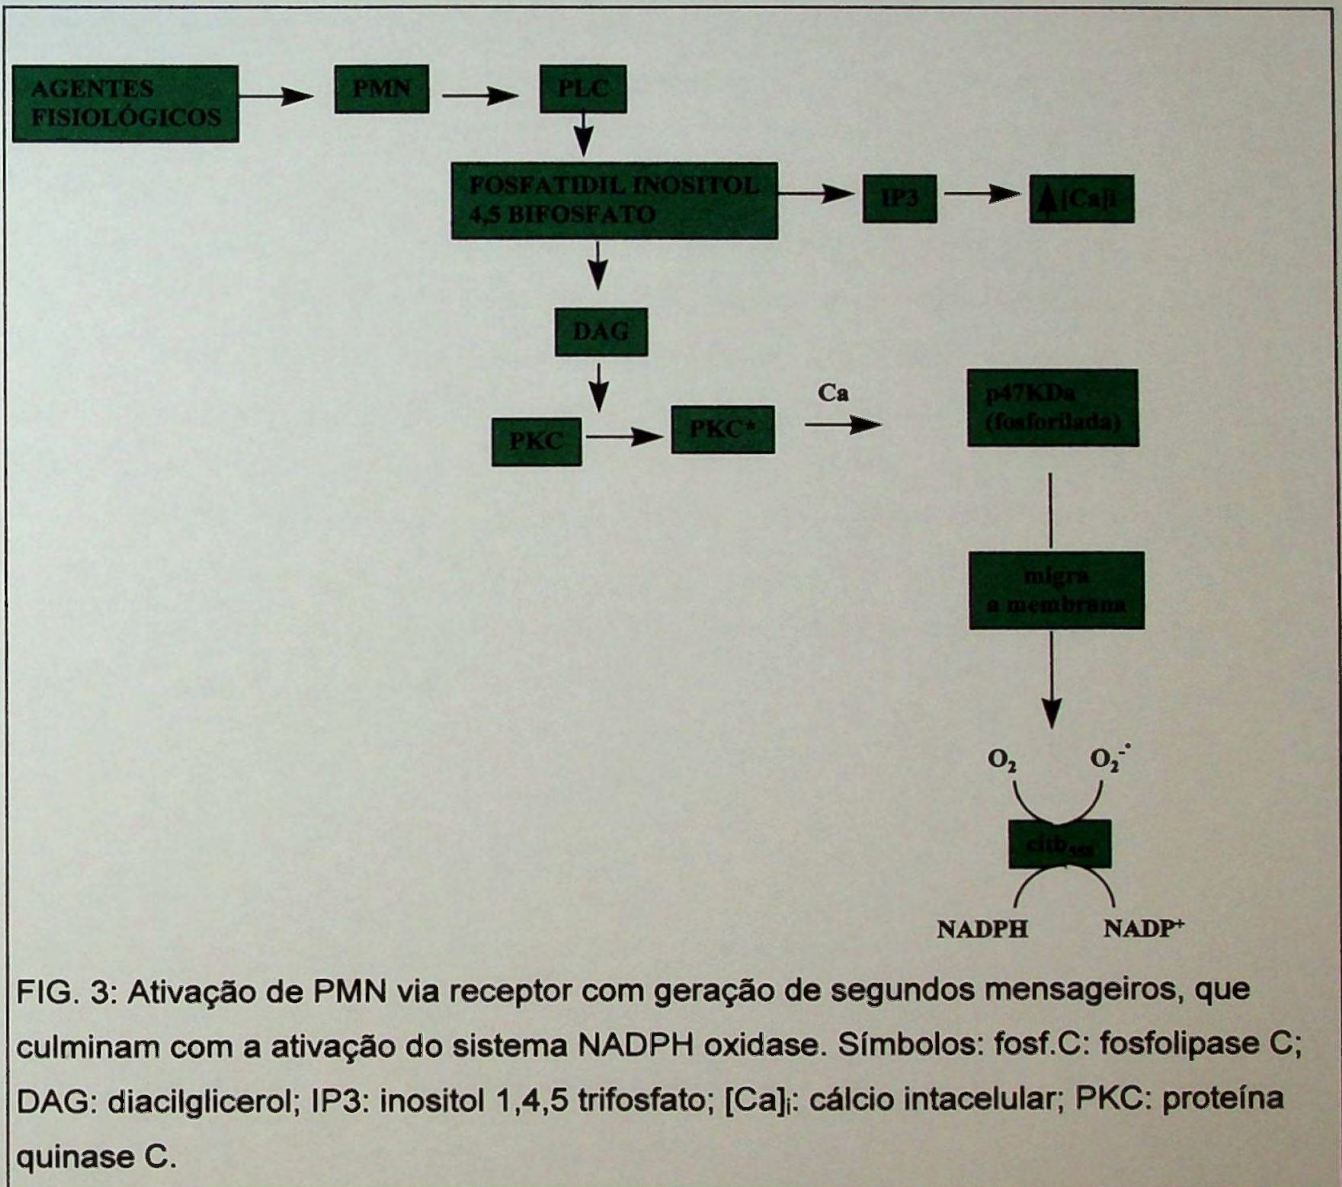 AGENTES
FISIOLÓGICOS
PMN
PLC
FOSFATIDIL INOSITOL
4,5 BIFOSFATO
IP3
[Ca]i
DAG
PKC
PKC*
Ca
p47KDa
(fosforilada)
migra
a membrana
O₂
O₂⁻˙
citb₅₅₈
NADPH
NADP⁺
FIG. 3: Ativação de PMN via receptor com geração de segundos mensageiros, que
culminam com a ativação do sistema NADPH oxidase. Símbolos: fosf.C: fosfolipase C;
DAG: diacilglicerol; IP3: inositol 1,4,5 trifosfato; [Ca]ᵢ: cálcio intacelular; PKC: proteína
quinase C.